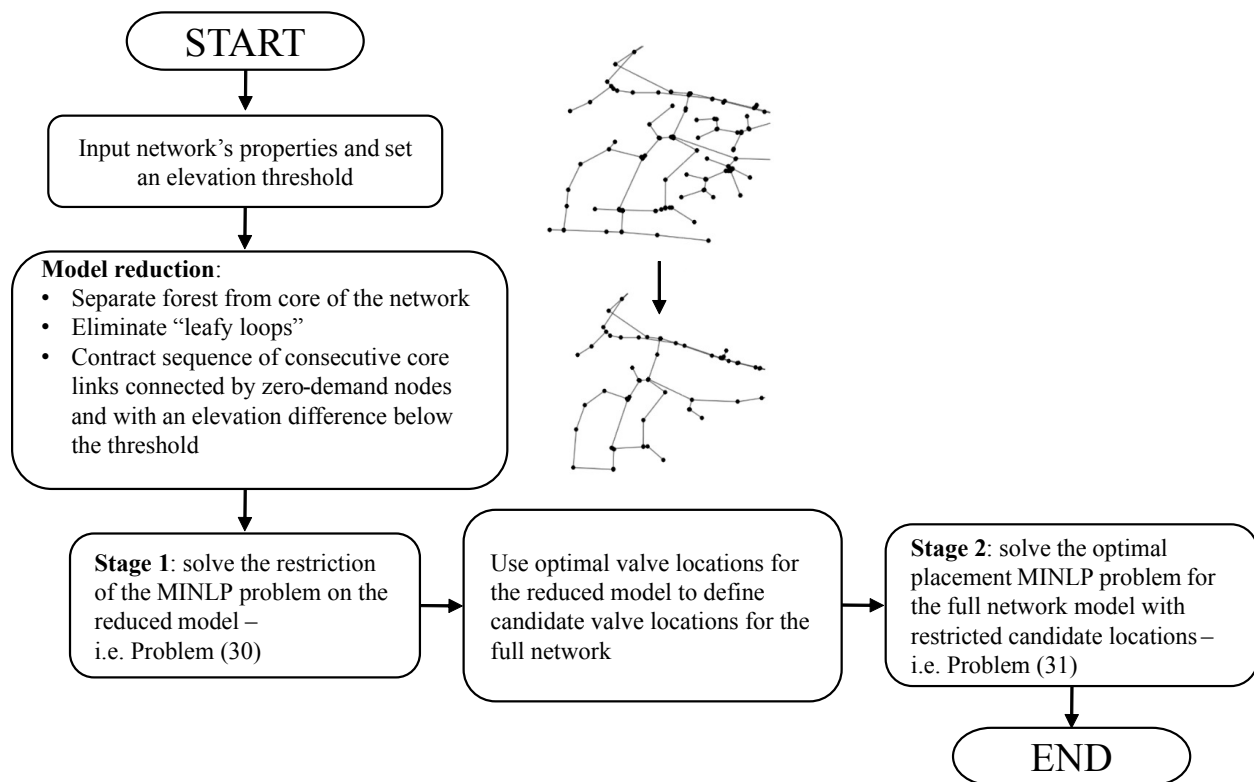 START
Input network’s properties and set
an elevation threshold
Model reduction:
• Separate forest from core of the network
• Eliminate “leafy loops”
• Contract sequence of consecutive core
links connected by zero-demand nodes
and with an elevation difference below
the threshold
Stage 1: solve the restriction
of the MINLP problem on the
reduced model –
i.e. Problem (30)
Use optimal valve locations for
the reduced model to define
candidate valve locations for the
full network
Stage 2: solve the optimal
placement MINLP problem for
the full network model with
restricted candidate locations –
i.e. Problem (31)
END